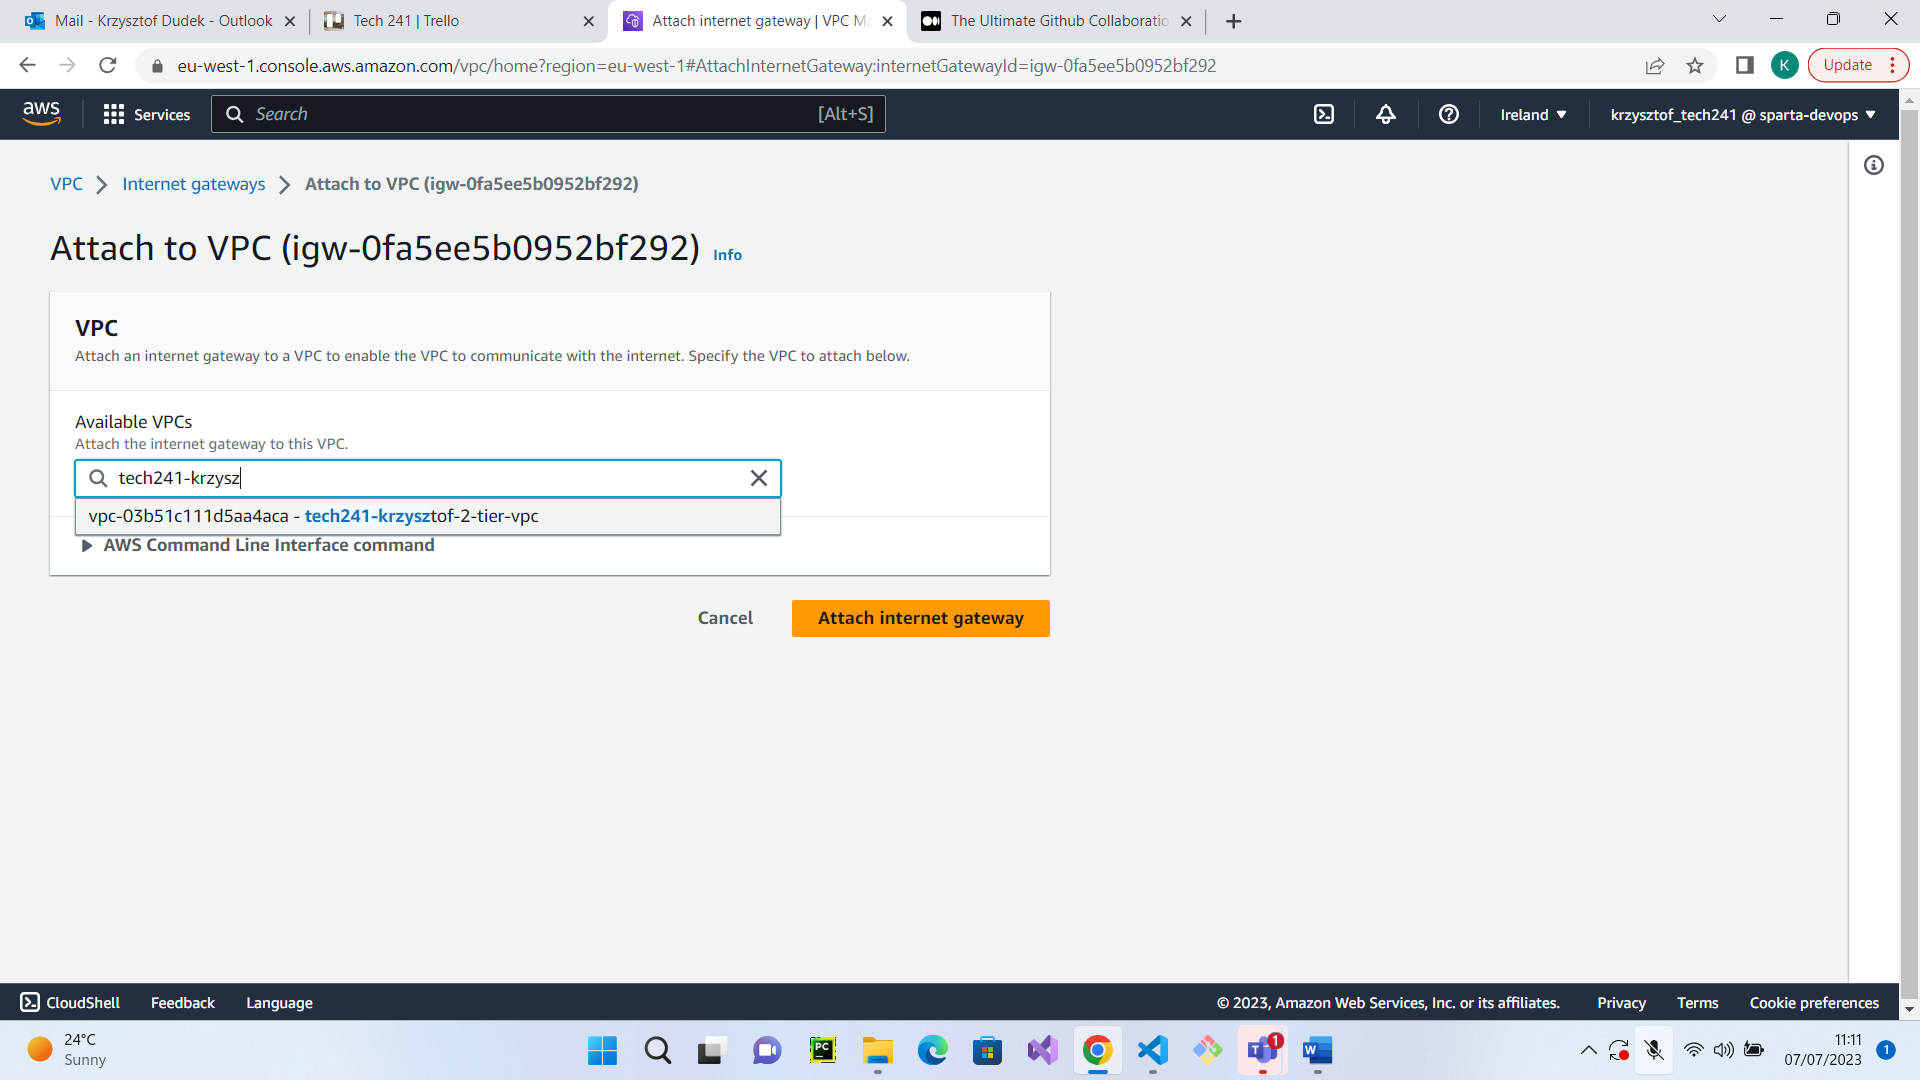 Mail - Krzysztof Dudek - Outlook
Tech 241 | Trello
Attach internet gateway | VPC Ma
The Ultimate Github Collaboratio
eu-west-1.console.aws.amazon.com/vpc/home?region=eu-west-1#AttachInternetGateway:internetGatewayId=igw-0fa5ee5b0952bf292
K
Update
aws
Services
Search
[Alt+S]
Ireland
krzysztof_tech241 @ sparta-devops
VPC
Internet gateways
Attach to VPC (igw-0fa5ee5b0952bf292)
Attach to VPC (igw-0fa5ee5b0952bf292) Info
VPC
Attach an internet gateway to a VPC to enable the VPC to communicate with the internet. Specify the VPC to attach below.
Available VPCs
Attach the internet gateway to this VPC.
tech241-krzysz
vpc-03b51c111d5aa4aca - tech241-krzysztof-2-tier-vpc
AWS Command Line Interface command
Cancel
Attach internet gateway
CloudShell
Feedback
Language
© 2023, Amazon Web Services, Inc. or its affiliates.
Privacy
Terms
Cookie preferences
24°C
Sunny
PC
T
1
W
11:11
07/07/2023
1